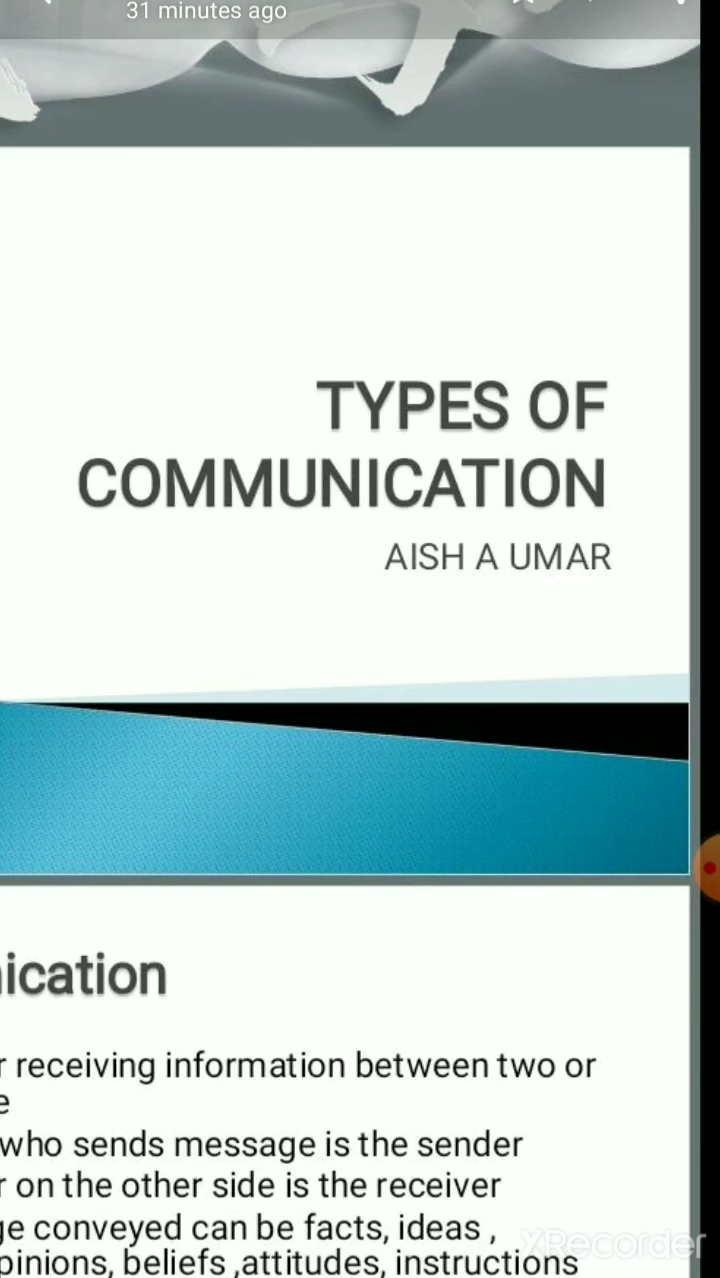 31 minutes ago
TYPES OF
COMMUNICATION
AISH A UMAR
ication
r receiving information between two or
e
who sends message is the sender
r on the other side is the receiver
ge conveyed can be facts, ideas ,
pinions, beliefs ,attitudes, instructions
XRecorder